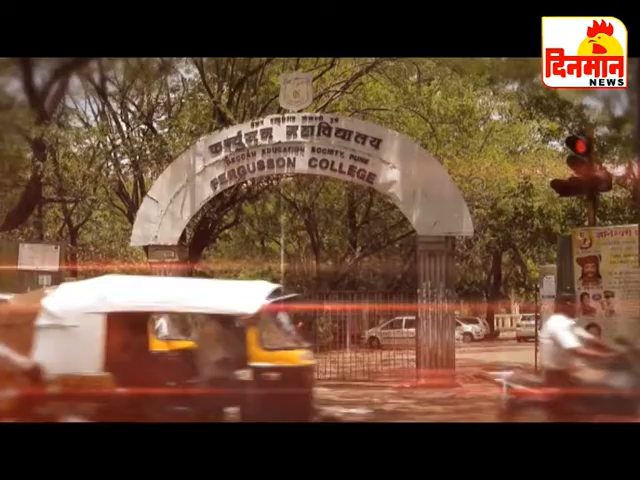 दिनमान
NEWS
फर्ग्युसन महाविद्यालय
DECCAN EDUCATION SOCIETY, PUNE
FERGUSSON COLLEGE